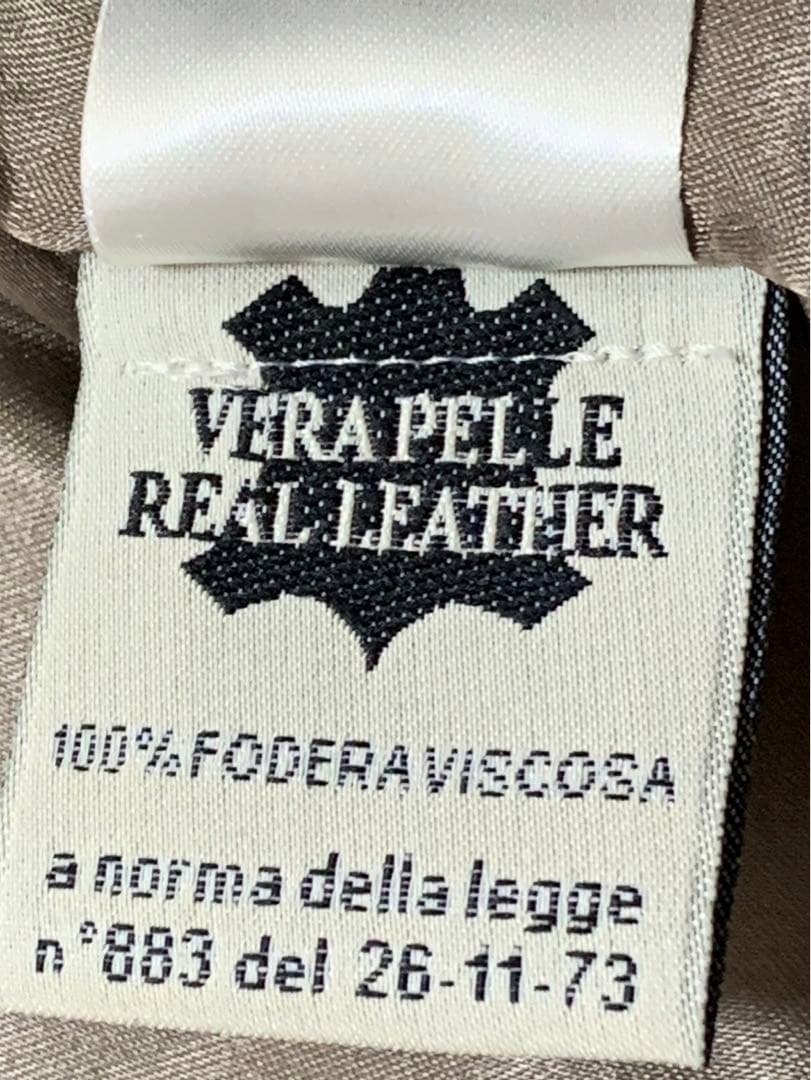 VERA PELLE
REAL LEATHER
100% FODERA VISCOSA
a norma della legge
n°883 del 26-11-73